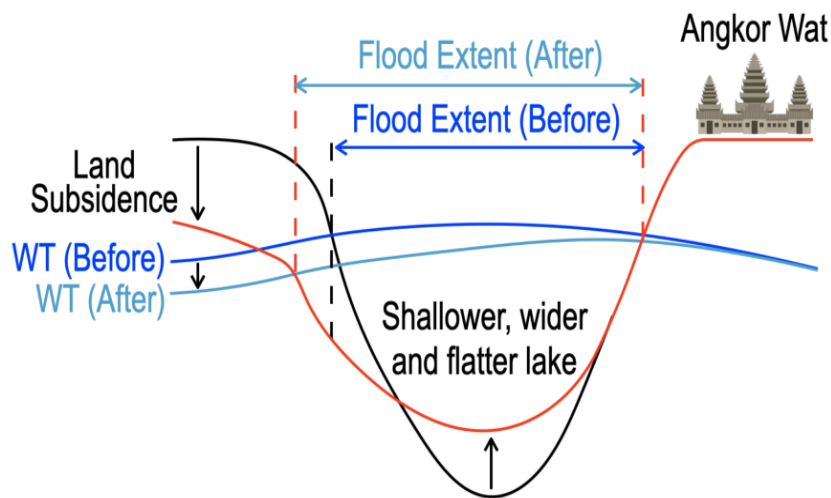 Angkor Wat
Flood Extent (After)
Flood Extent (Before)
Land
Subsidence
WT (Before)
WT (After)
Shallower, wider
and flatter lake